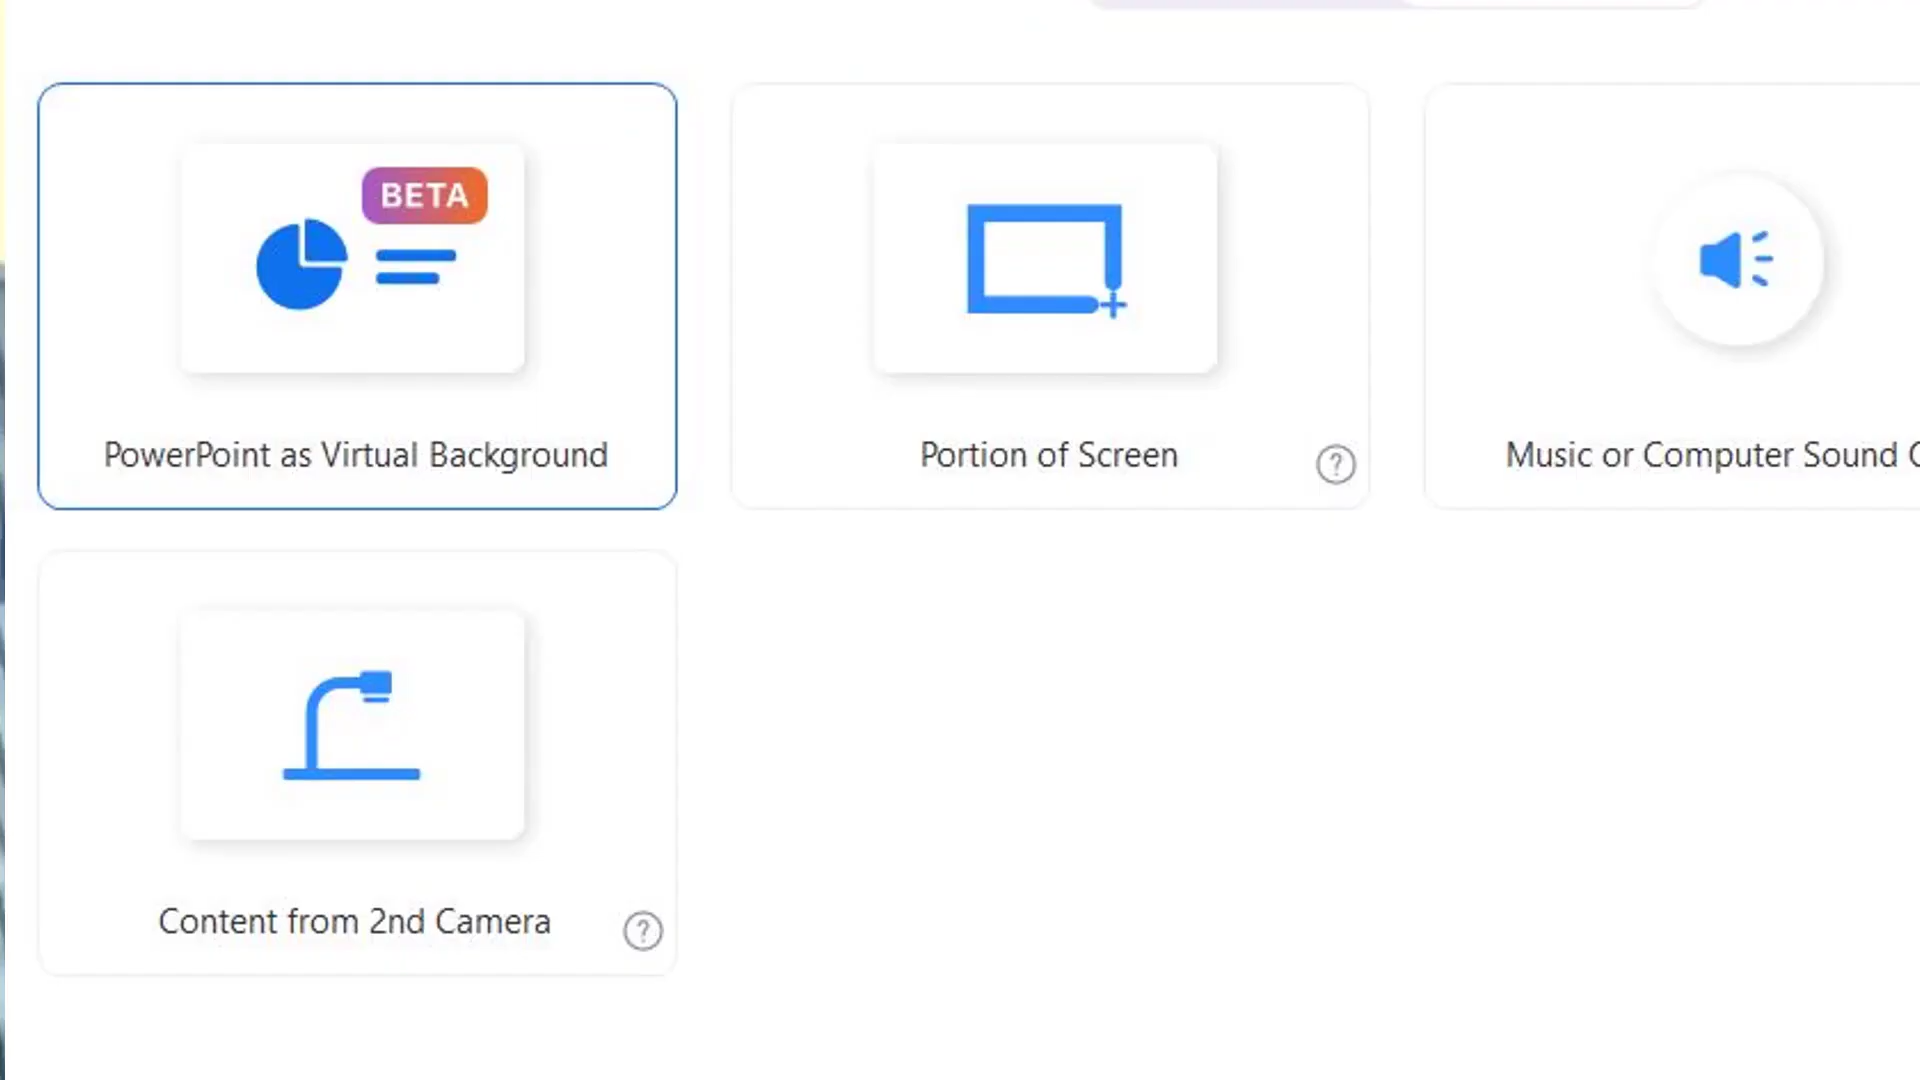 BETA
PowerPoint as Virtual Background
Portion of Screen
?
Music or Computer Sound
Content from 2nd Camera
?